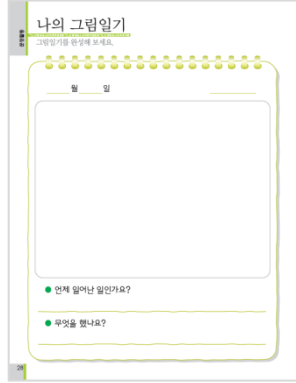 나의 그림일기
그림일기를 완성해 보세요.
월 일
● 언제 일어난 일인가요?
● 무엇을 했나요?
28